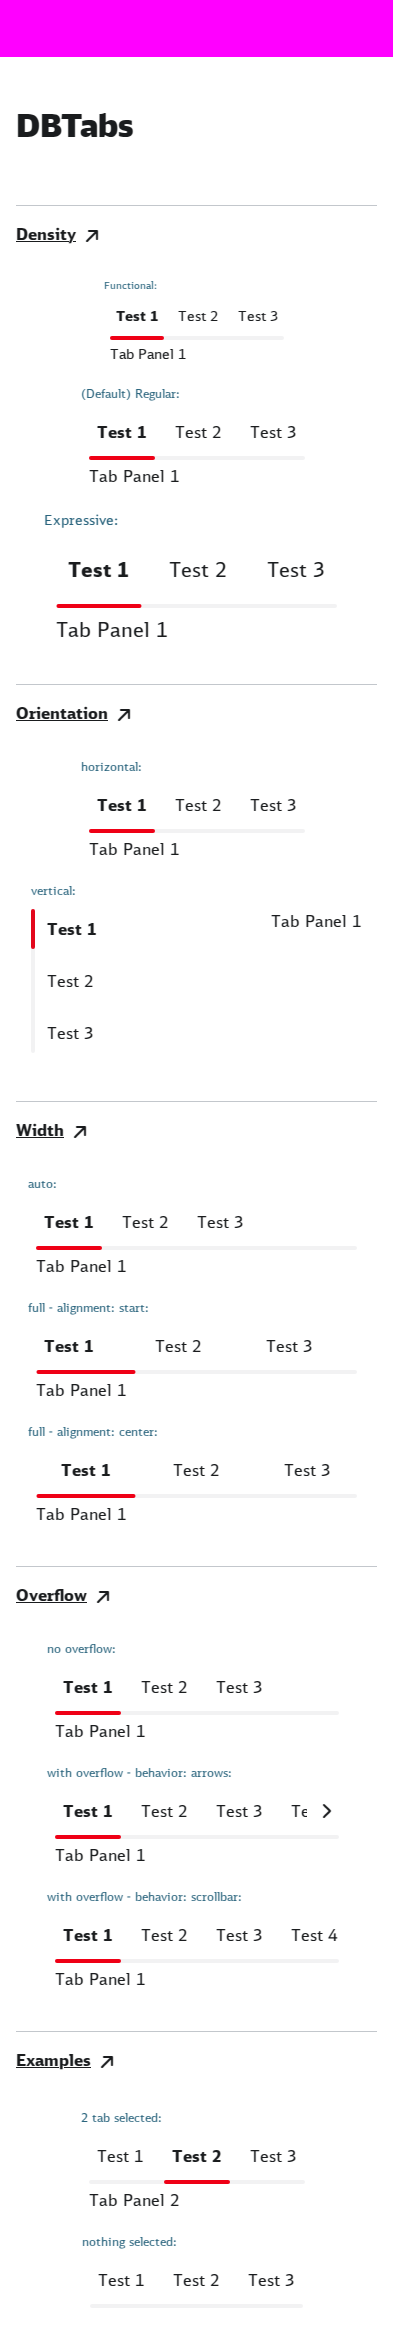 DBTabs
Density
Functional:
Test 1 Test 2 Test 3
Tab Panel 1
(Default) Regular:
Test 1 Test 2 Test 3
Tab Panel 1
Expressive:
Test 1 Test 2 Test 3
Tab Panel 1
Orientation
horizontal:
Test 1 Test 2 Test 3
Tab Panel 1
vertical:
Test 1 Tab Panel 1
Test 2
Test 3
Width
auto:
Test 1 Test 2 Test 3
Tab Panel 1
full - alignment: start:
Test 1 Test 2 Test 3
Tab Panel 1
full - alignment: center:
Test 1 Test 2 Test 3
Tab Panel 1
Overflow
no overflow:
Test 1 Test 2 Test 3
Tab Panel 1
with overflow - behavior: arrows:
Test 1 Test 2 Test 3 Te
Tab Panel 1
with overflow - behavior: scrollbar:
Test 1 Test 2 Test 3 Test 4
Tab Panel 1
Examples
2 tab selected:
Test 1 Test 2 Test 3
Tab Panel 2
nothing selected:
Test 1 Test 2 Test 3